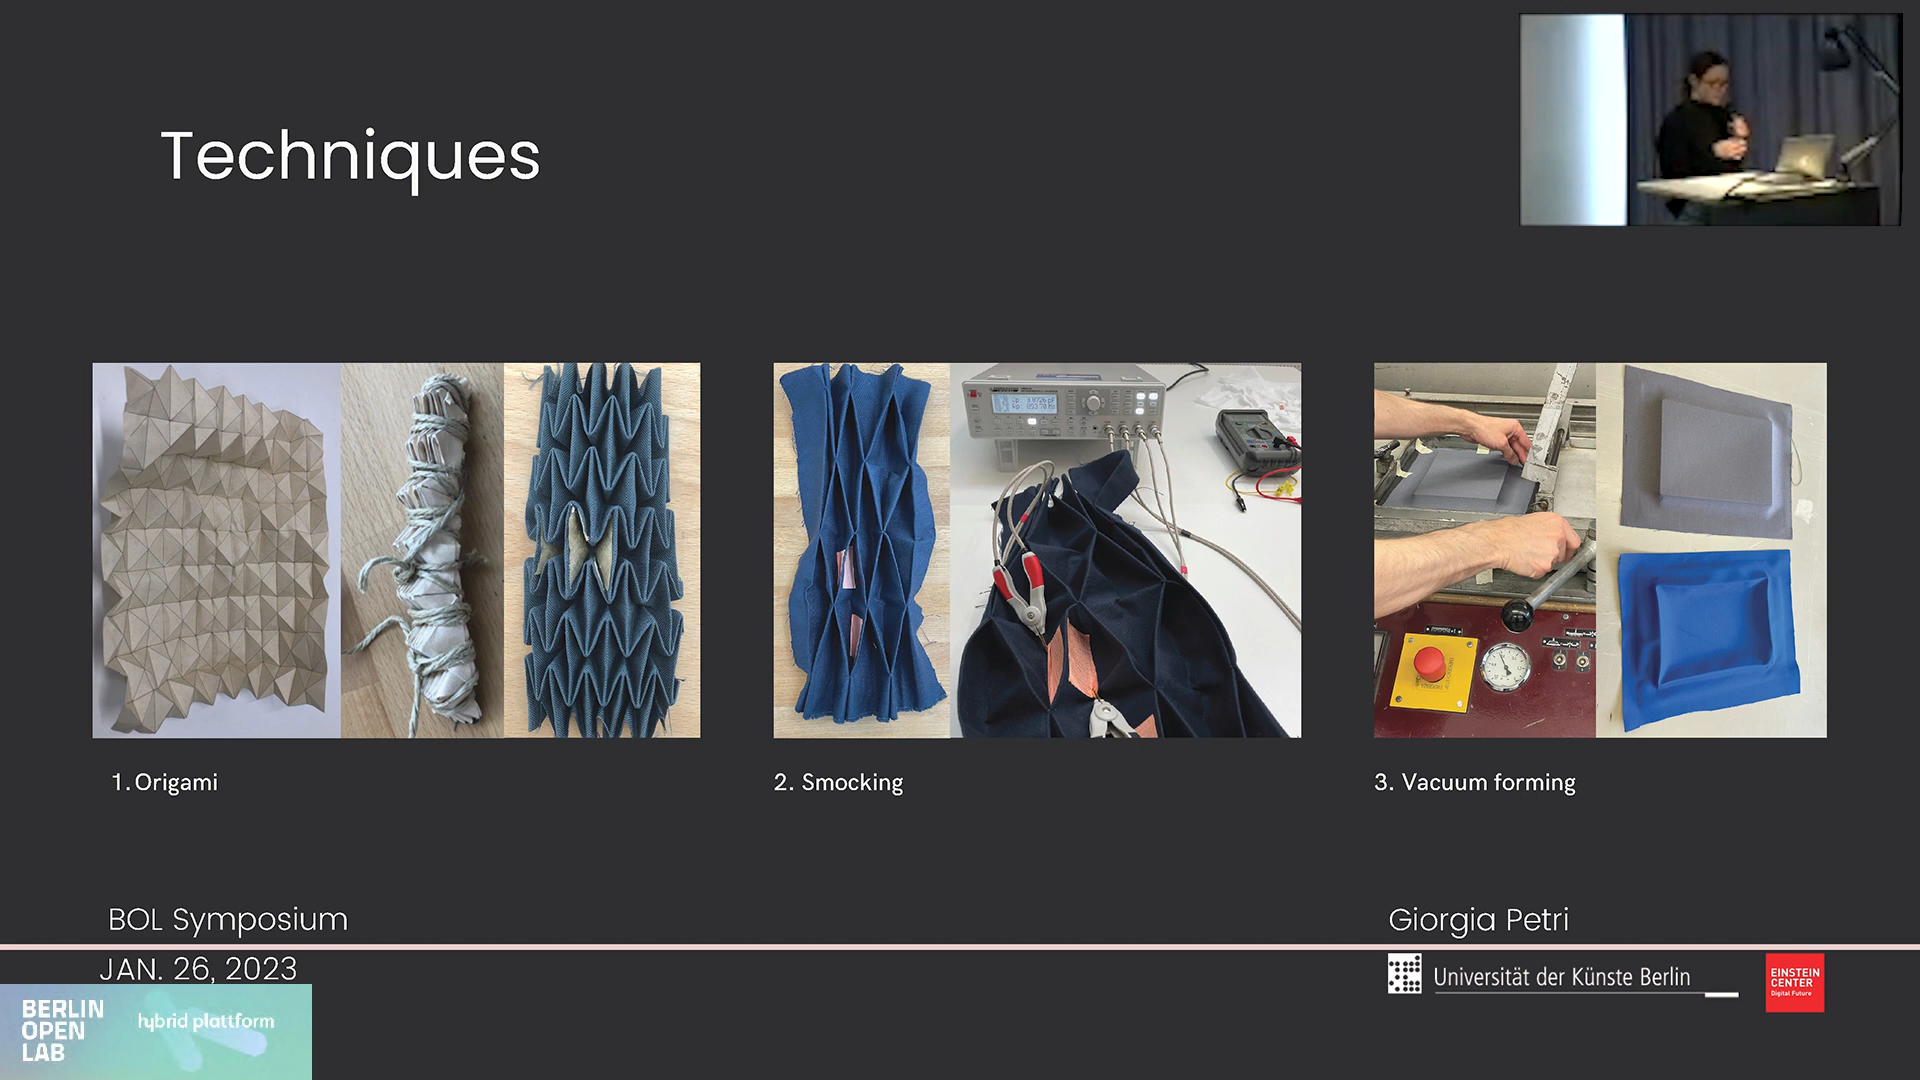 Techniques
1. Origami
2. Smocking
3. Vacuum forming
BOL Symposium
Giorgia Petri
JAN. 26, 2023
Universität der Künste Berlin
EINSTEIN
CENTER
Digital Future
BERLIN
OPEN
LAB
hybrid plattform